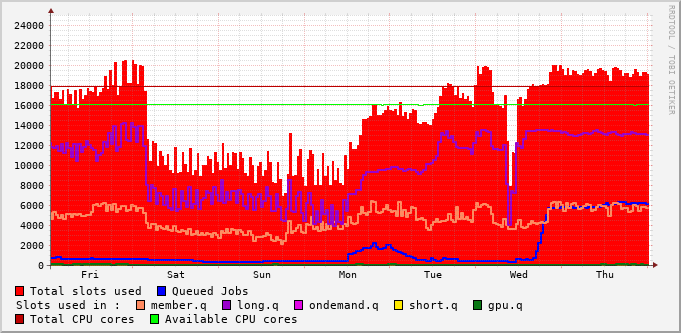 RRDTOOL / TOBI OETIKER
24000
22000
20000
18000
16000
14000
12000
10000
8000
6000
4000
2000
0
Fri Sat Sun Mon Tue Wed Thu
Total slots used Queued Jobs
Slots used in : member.q long.q ondemand.q short.q gpu.q
Total CPU cores Available CPU cores